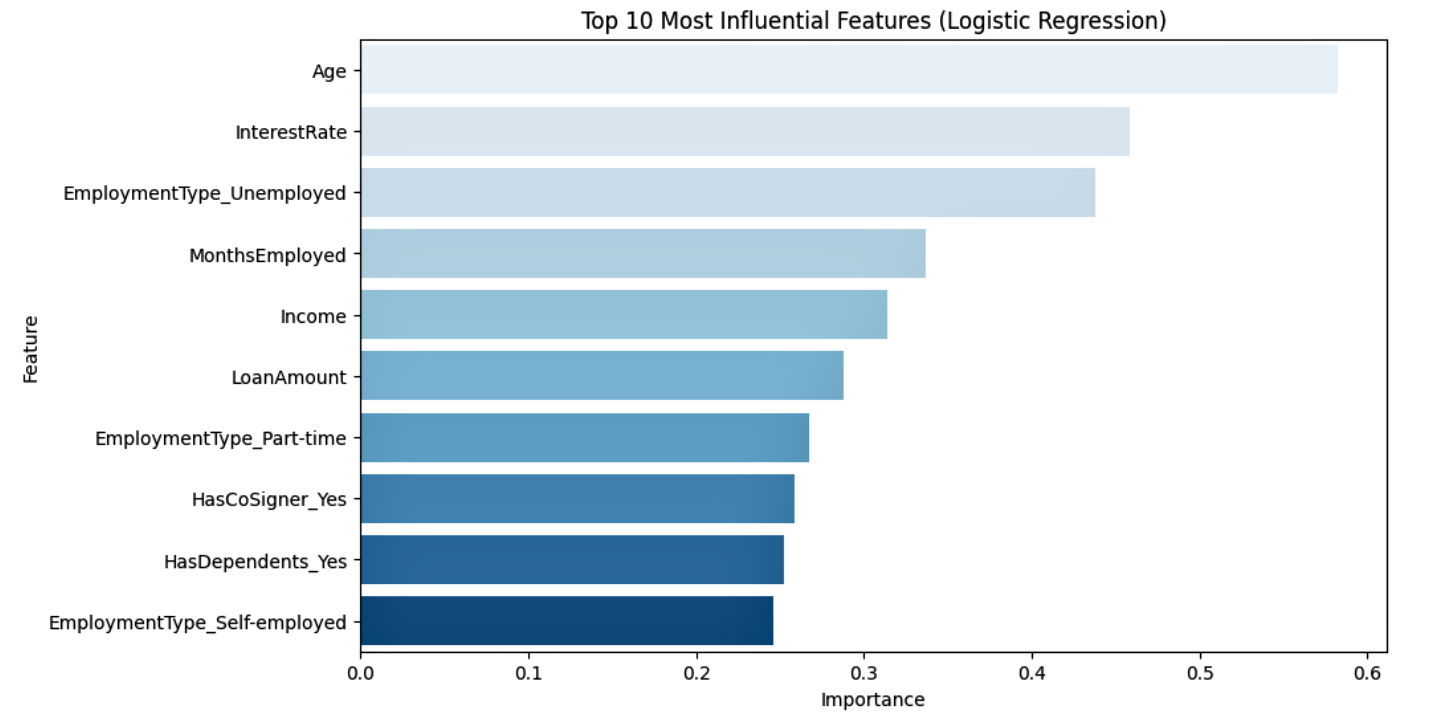 Top 10 Most Influential Features (Logistic Regression)
Feature
Age
InterestRate
EmploymentType_Unemployed
MonthsEmployed
Income
LoanAmount
EmploymentType_Part-time
HasCoSigner_Yes
HasDependents_Yes
EmploymentType_Self-employed
0.0 0.1 0.2 0.3 0.4 0.5 0.6
Importance